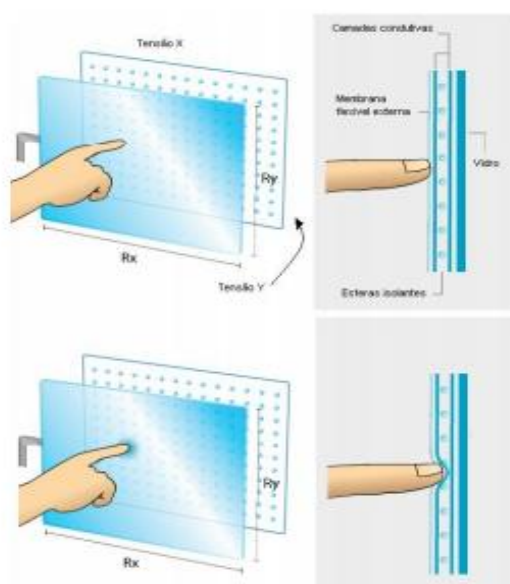 Tensão X
Ry
Rx
Tensão Y
Camadas condutivas
Membrana
flexível externa
Vidro
Esferas isolantes
Ry
Rx